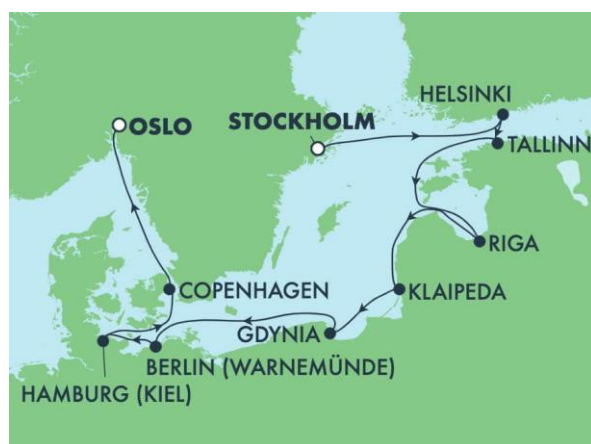 HELSINKI
OSLO
STOCKHOLM
TALLINN
RIGA
COPENHAGEN
KLAIPEDA
GDYNIA
BERLIN (WARNEMÜNDE)
HAMBURG (KIEL)